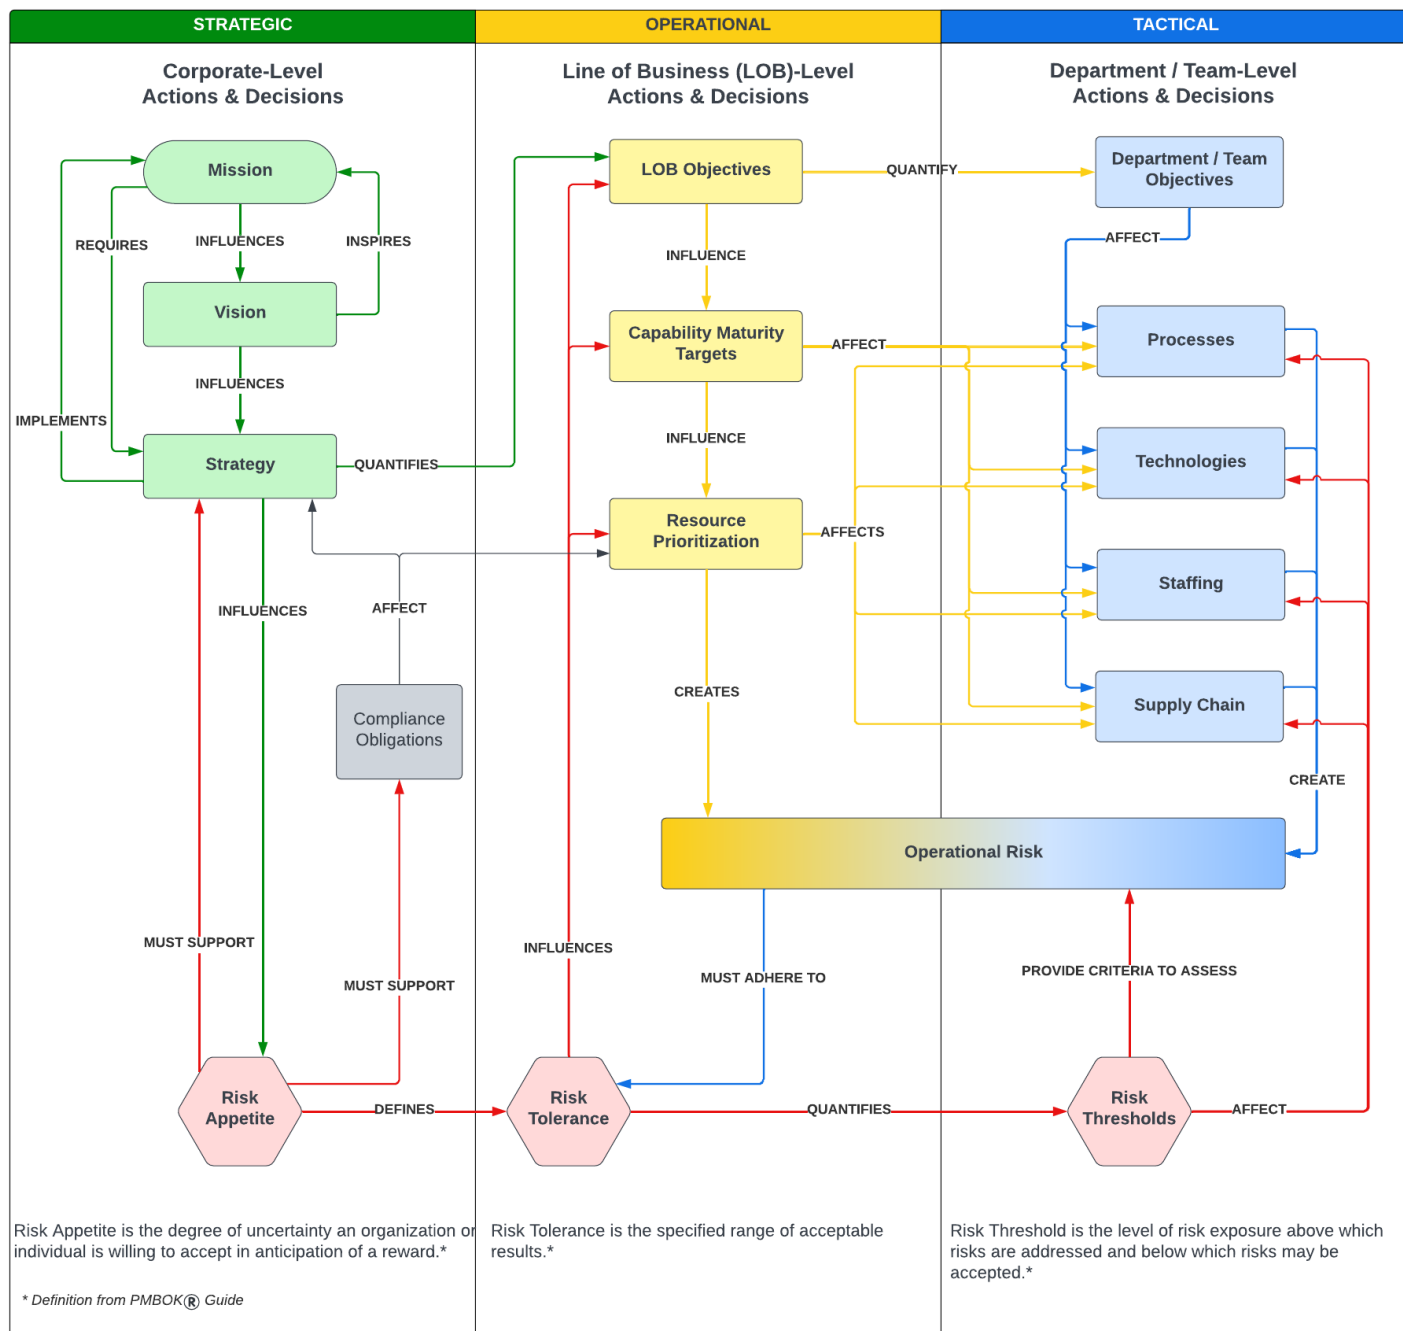 STRATEGIC
OPERATIONAL
TACTICAL
Corporate-Level
Actions & Decisions
Line of Business (LOB)-Level
Actions & Decisions
Department / Team-Level
Actions & Decisions
Mission
REQUIRES
INFLUENCES
INSPIRES
Vision
INFLUENCES
IMPLEMENTS
Strategy
QUANTIFIES
INFLUENCES
AFFECT
Compliance
Obligations
MUST SUPPORT
MUST SUPPORT
Risk
Appetite
DEFINES
LOB Objectives
QUANTIFY
INFLUENCE
Capability Maturity
Targets
AFFECT
INFLUENCE
Resource
Prioritization
AFFECTS
CREATES
Operational Risk
INFLUENCES
MUST ADHERE TO
Risk
Tolerance
QUANTIFIES
Department / Team
Objectives
AFFECT
Processes
Technologies
Staffing
Supply Chain
CREATE
PROVIDE CRITERIA TO ASSESS
Risk
Thresholds
AFFECT
Risk Appetite is the degree of uncertainty an organization or
individual is willing to accept in anticipation of a reward.*
* Definition from PMBOK® Guide
Risk Tolerance is the specified range of acceptable
results.*
Risk Threshold is the level of risk exposure above which
risks are addressed and below which risks may be
accepted.*